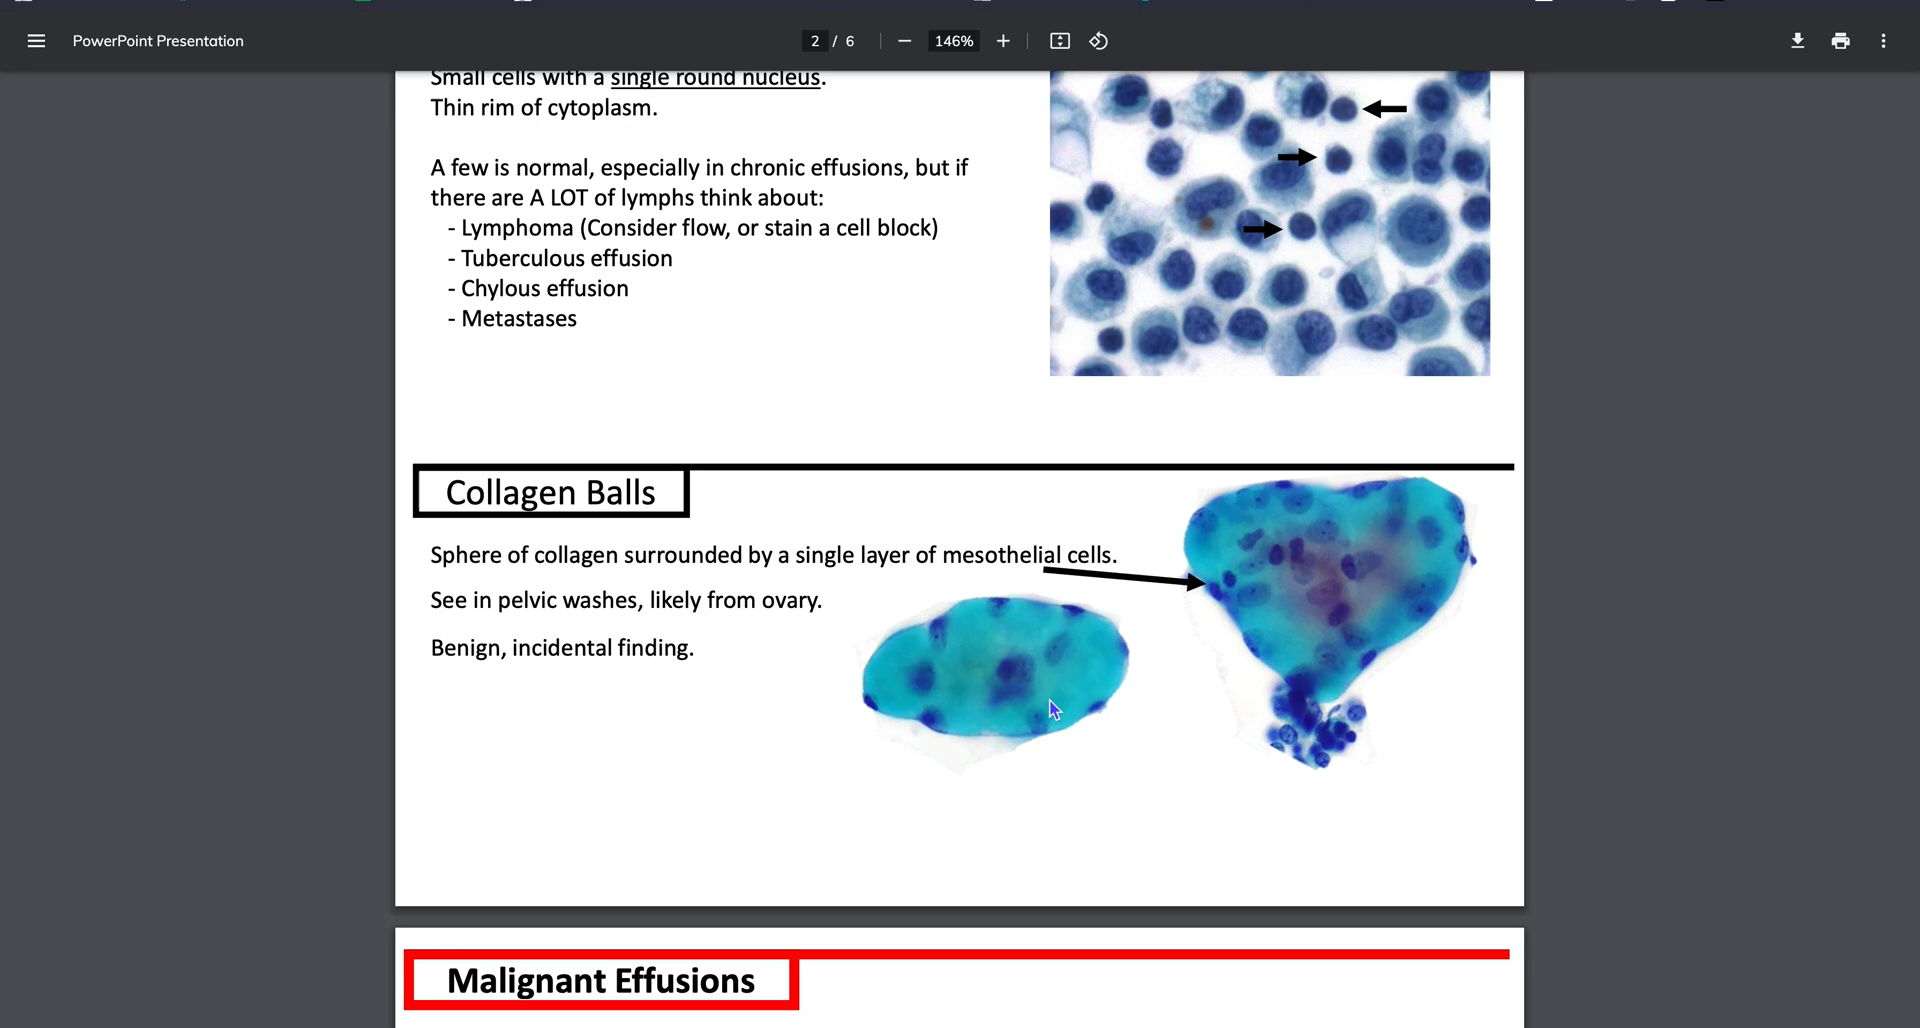 PowerPoint Presentation
2 / 6
146%
Small cells with a single round nucleus.
Thin rim of cytoplasm.
A few is normal, especially in chronic effusions, but if
there are A LOT of lymphs think about:
- Lymphoma (Consider flow, or stain a cell block)
- Tuberculous effusion
- Chylous effusion
- Metastases
Collagen Balls
Sphere of collagen surrounded by a single layer of mesothelial cells.
See in pelvic washes, likely from ovary.
Benign, incidental finding.
Malignant Effusions